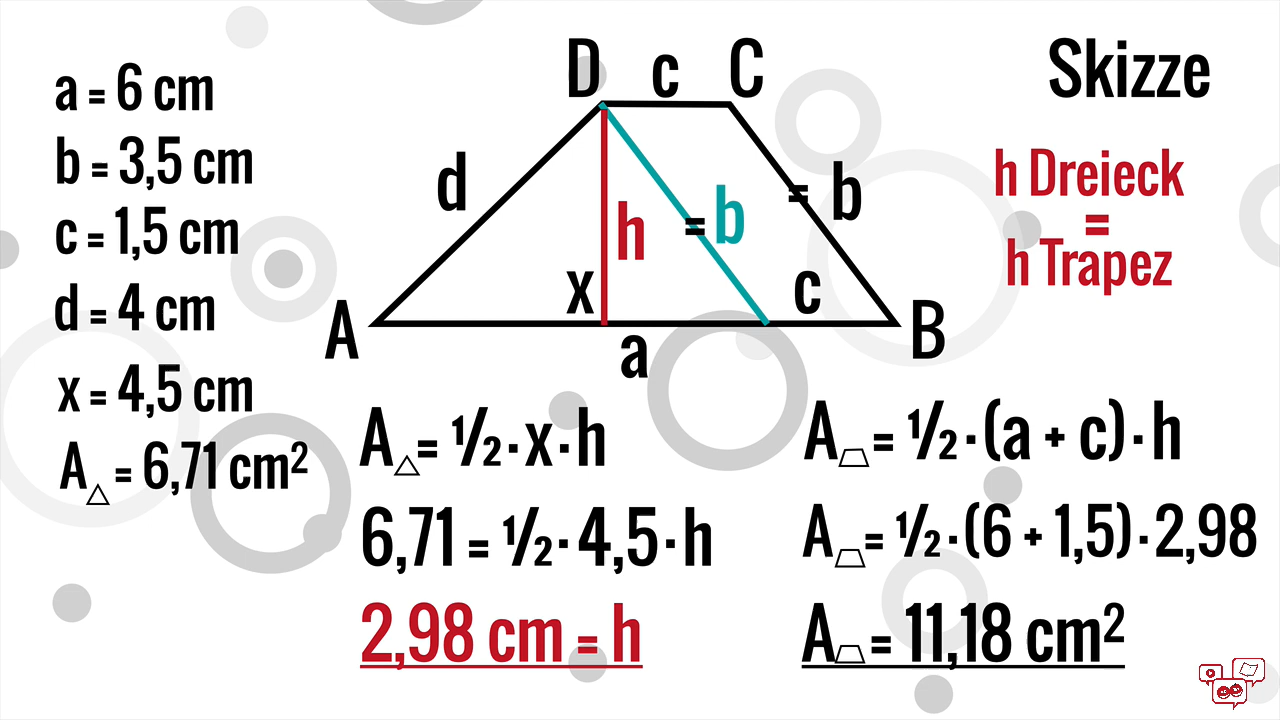 a = 6 cm
b = 3,5 cm
c = 1,5 cm
d = 4 cm
x = 4,5 cm
A△ = 6,71 cm²
D c C
d
h
= b
= b
x
c
A
B
a
Skizze
h Dreieck
=
h Trapez
A△ = ½ · x · h
6,71 = ½ · 4,5 · h
2,98 cm = h
A⏢ = ½ · (a + c) · h
A⏢ = ½ · (6 + 1,5) · 2,98
A⏢ = 11,18 cm²